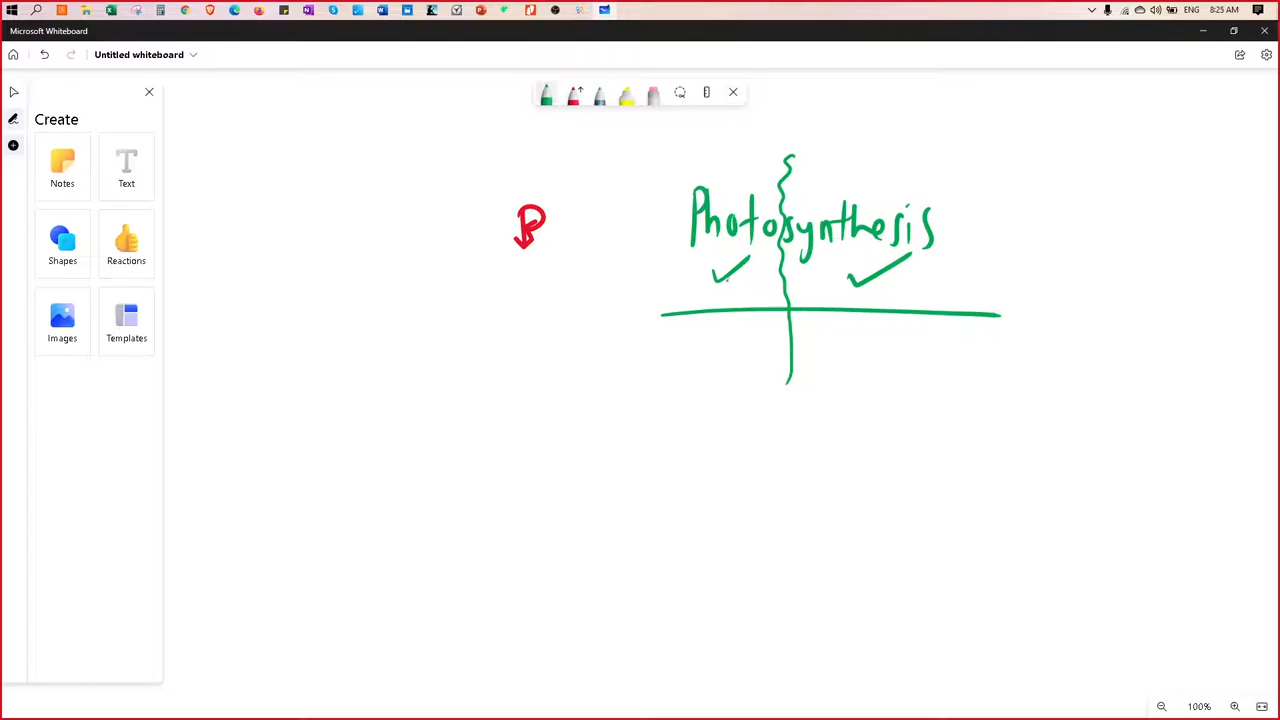 ENG
8:25 AM
Microsoft Whiteboard
Untitled whiteboard
Create
Notes
Text
Shapes
Reactions
Images
Templates
Photosynthesis
100%